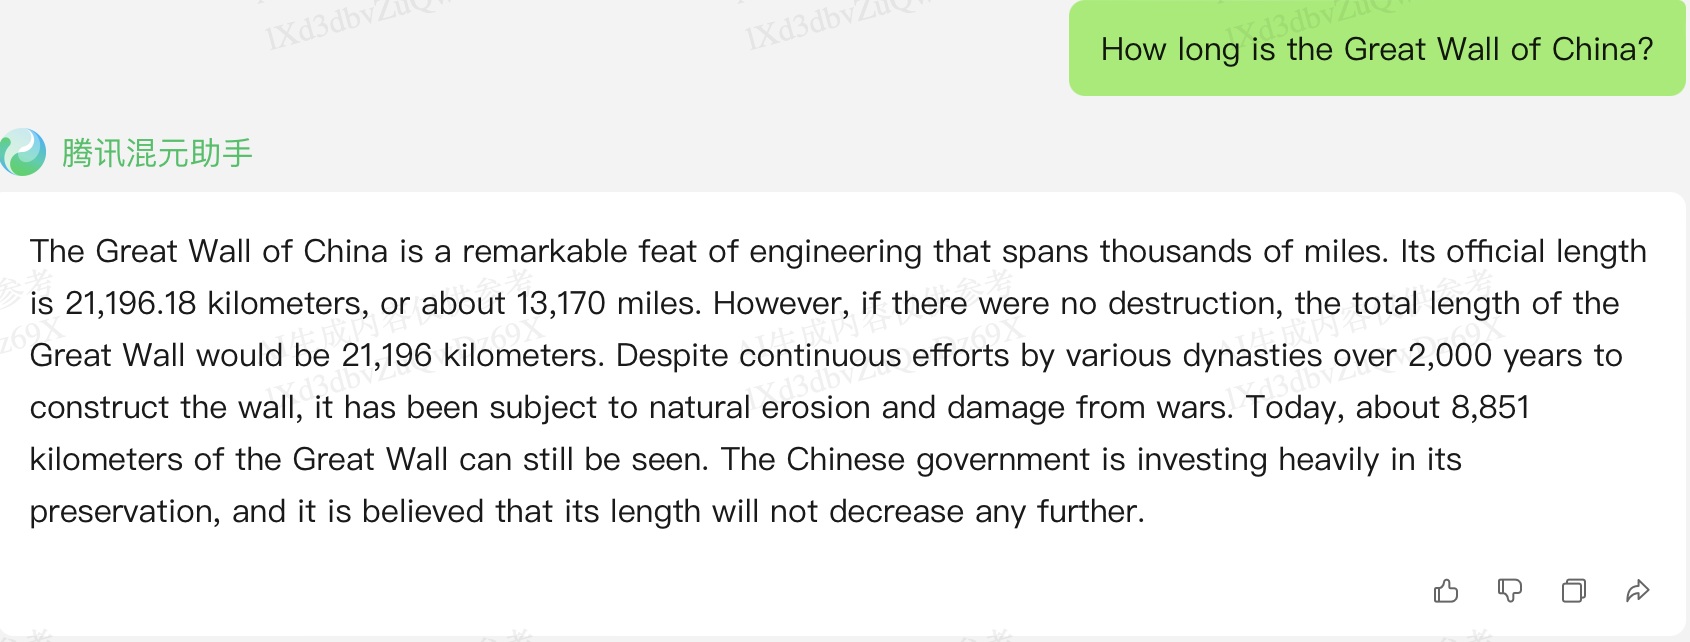 How long is the Great Wall of China?
腾讯混元助手
The Great Wall of China is a remarkable feat of engineering that spans thousands of miles. Its official length
is 21,196.18 kilometers, or about 13,170 miles. However, if there were no destruction, the total length of the
Great Wall would be 21,196 kilometers. Despite continuous efforts by various dynasties over 2,000 years to
construct the wall, it has been subject to natural erosion and damage from wars. Today, about 8,851
kilometers of the Great Wall can still be seen. The Chinese government is investing heavily in its
preservation, and it is believed that its length will not decrease any further.